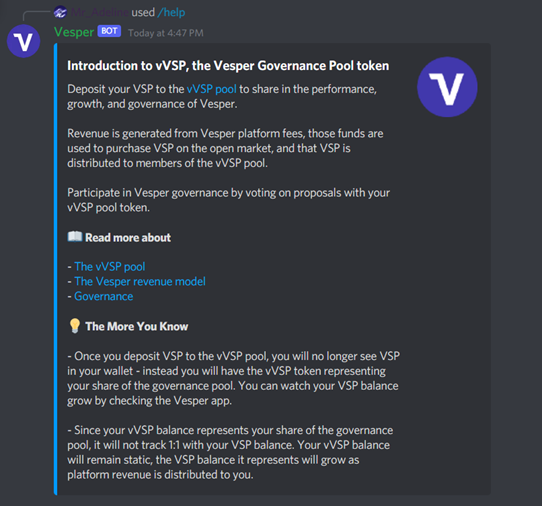 used /help
Vesper BOT Today at 4:47 PM
Introduction to vVSP, the Vesper Governance Pool token
Deposit your VSP to the vVSP pool to share in the performance,
growth, and governance of Vesper.
Revenue is generated from Vesper platform fees, those funds are
used to purchase VSP on the open market, and that VSP is
distributed to members of the vVSP pool.
Participate in Vesper governance by voting on proposals with your
vVSP pool token.
📖 Read more about
- The vVSP pool
- The Vesper revenue model
- Governance
💡 The More You Know
- Once you deposit VSP to the vVSP pool, you will no longer see VSP
in your wallet - instead you will have the vVSP token representing
your share of the governance pool. You can watch your VSP balance
grow by checking the Vesper app.
- Since your vVSP balance represents your share of the governance
pool, it will not track 1:1 with your VSP balance. Your vVSP balance
will remain static, the VSP balance it represents will grow as
platform revenue is distributed to you.